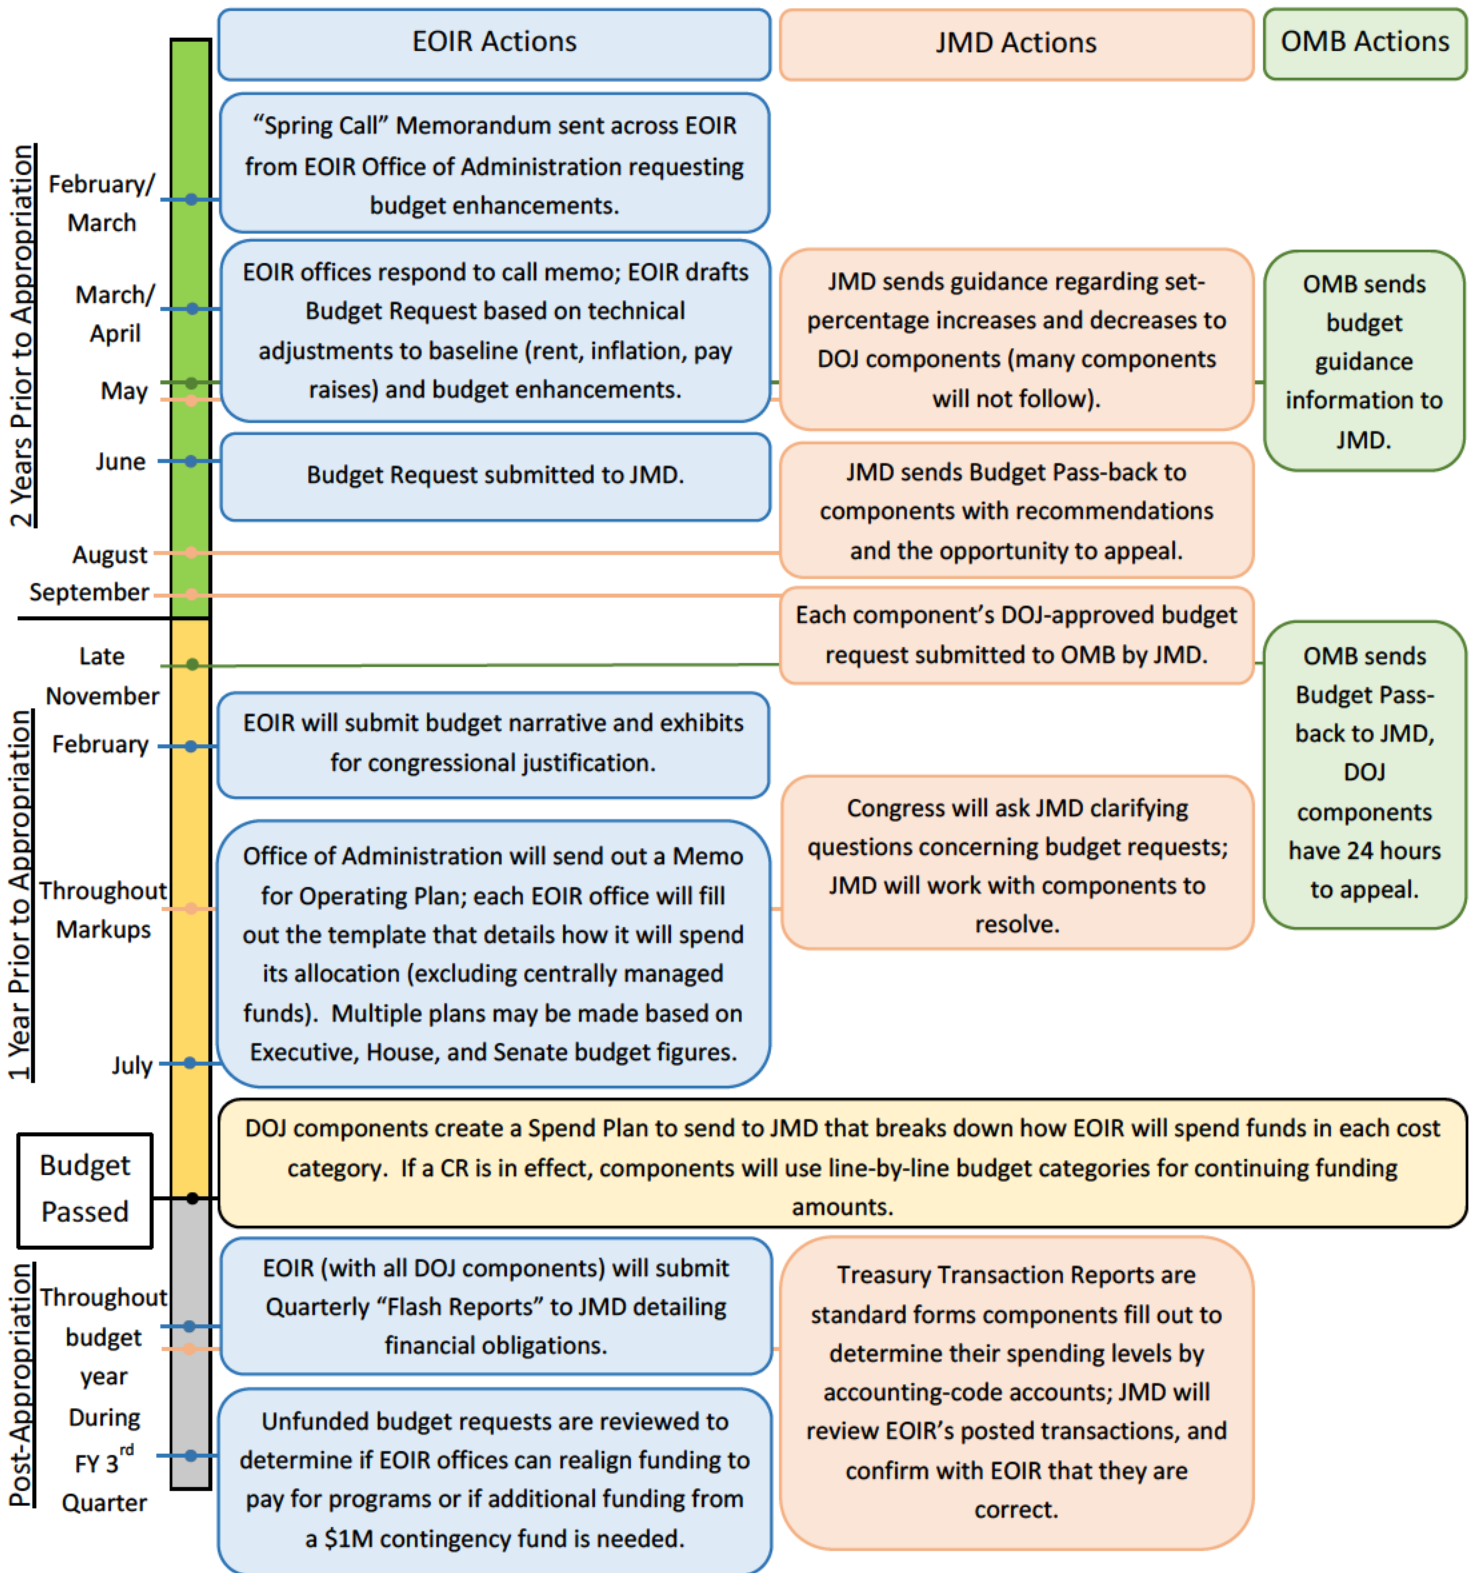 EOIR Actions
JMD Actions
OMB Actions
2 Years Prior to Appropriation
February/
March
"Spring Call" Memorandum sent across EOIR
from EOIR Office of Administration requesting
budget enhancements.
March/
April
EOIR offices respond to call memo; EOIR drafts
Budget Request based on technical
adjustments to baseline (rent, inflation, pay
raises) and budget enhancements.
May
JMD sends guidance regarding set-
percentage increases and decreases to
DOJ components (many components
will not follow).
OMB sends
budget
guidance
information to
JMD.
June
Budget Request submitted to JMD.
August
JMD sends Budget Pass-back to
components with recommendations
and the opportunity to appeal.
September
Each component's DOJ-approved budget
request submitted to OMB by JMD.
1 Year Prior to Appropriation
Late
November
OMB sends
Budget Pass-
back to JMD,
DOJ
components
have 24 hours
to appeal.
February
EOIR will submit budget narrative and exhibits
for congressional justification.
Throughout
Markups
Congress will ask JMD clarifying
questions concerning budget requests;
JMD will work with components to
resolve.
July
Office of Administration will send out a Memo
for Operating Plan; each EOIR office will fill
out the template that details how it will spend
its allocation (excluding centrally managed
funds). Multiple plans may be made based on
Executive, House, and Senate budget figures.
Budget
Passed
DOJ components create a Spend Plan to send to JMD that breaks down how EOIR will spend funds in each cost
category. If a CR is in effect, components will use line-by-line budget categories for continuing funding
amounts.
Post-Appropriation
Throughout
budget
year
EOIR (with all DOJ components) will submit
Quarterly "Flash Reports" to JMD detailing
financial obligations.
Treasury Transaction Reports are
standard forms components fill out to
determine their spending levels by
accounting-code accounts; JMD will
review EOIR's posted transactions, and
confirm with EOIR that they are
correct.
During
FY 3rd
Quarter
Unfunded budget requests are reviewed to
determine if EOIR offices can realign funding to
pay for programs or if additional funding from
a $1M contingency fund is needed.